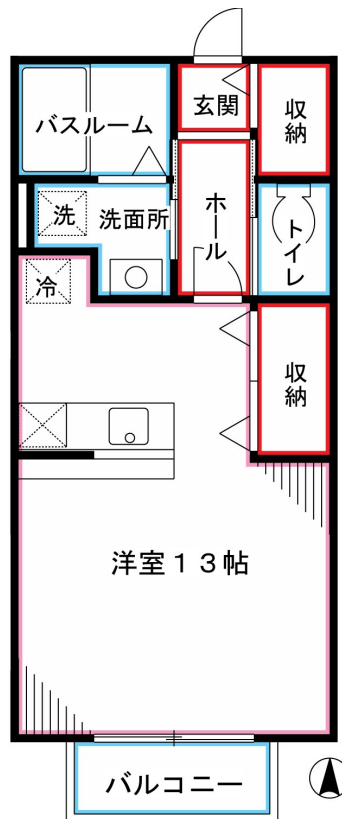 玄関
収納
バスルーム
洗
洗面所
ホール
トイレ
冷
収納
洋室１３帖
バルコニー